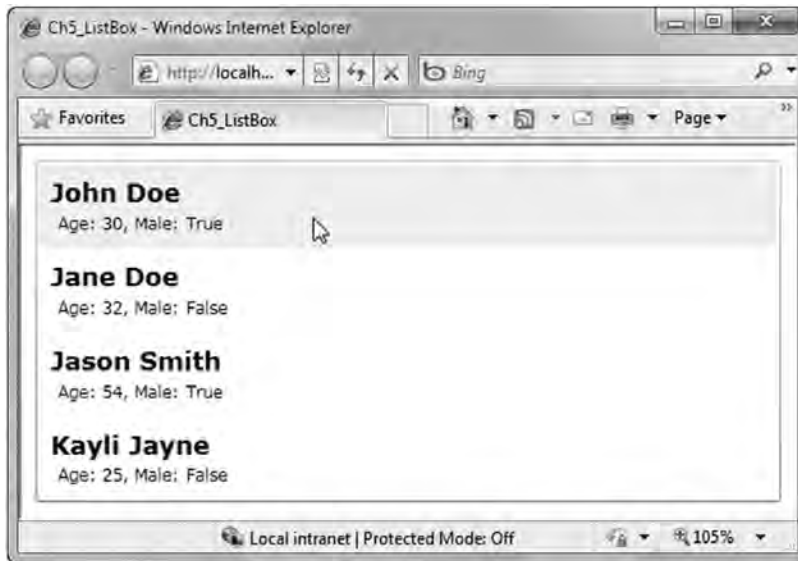 Ch5_ListBox - Windows Internet Explorer
http://localh...
Bing
Favorites
Ch5_ListBox
Page
John Doe
Age: 30, Male: True
Jane Doe
Age: 32, Male: False
Jason Smith
Age: 54, Male: True
Kayli Jayne
Age: 25, Male: False
Local intranet | Protected Mode: Off
105%